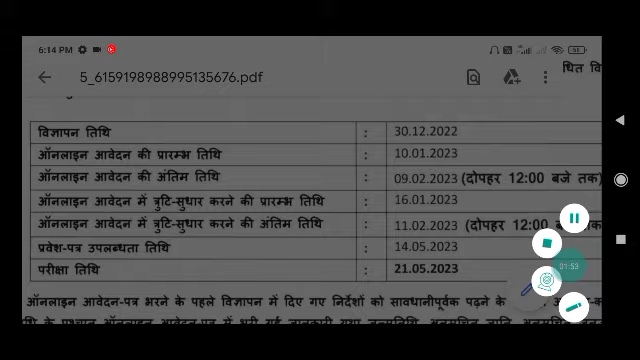 6:14 PM
53
5_6159198988995135676.pdf
धित वि
विज्ञापन तिथि : 30.12.2022
ऑनलाइन आवेदन की प्रारम्भ तिथि : 10.01.2023
ऑनलाइन आवेदन की अंतिम तिथि : 09.02.2023 (दोपहर 12:00 बजे तक)
ऑनलाइन आवेदन में त्रुटि-सुधार करने की प्रारम्भ तिथि : 16.01.2023
ऑनलाइन आवेदन में त्रुटि-सुधार करने की अंतिम तिथि : 11.02.2023 (दोपहर 12:00 तक
प्रवेश-पत्र उपलब्धता तिथि : 14.05.2023
परीक्षा तिथि : 21.05.2023
01:53
ऑनलाइन आवेदन-पत्र भरने के पहले विज्ञापन में दिए गए निर्देशों को सावधानीपूर्वक पढ़ने के